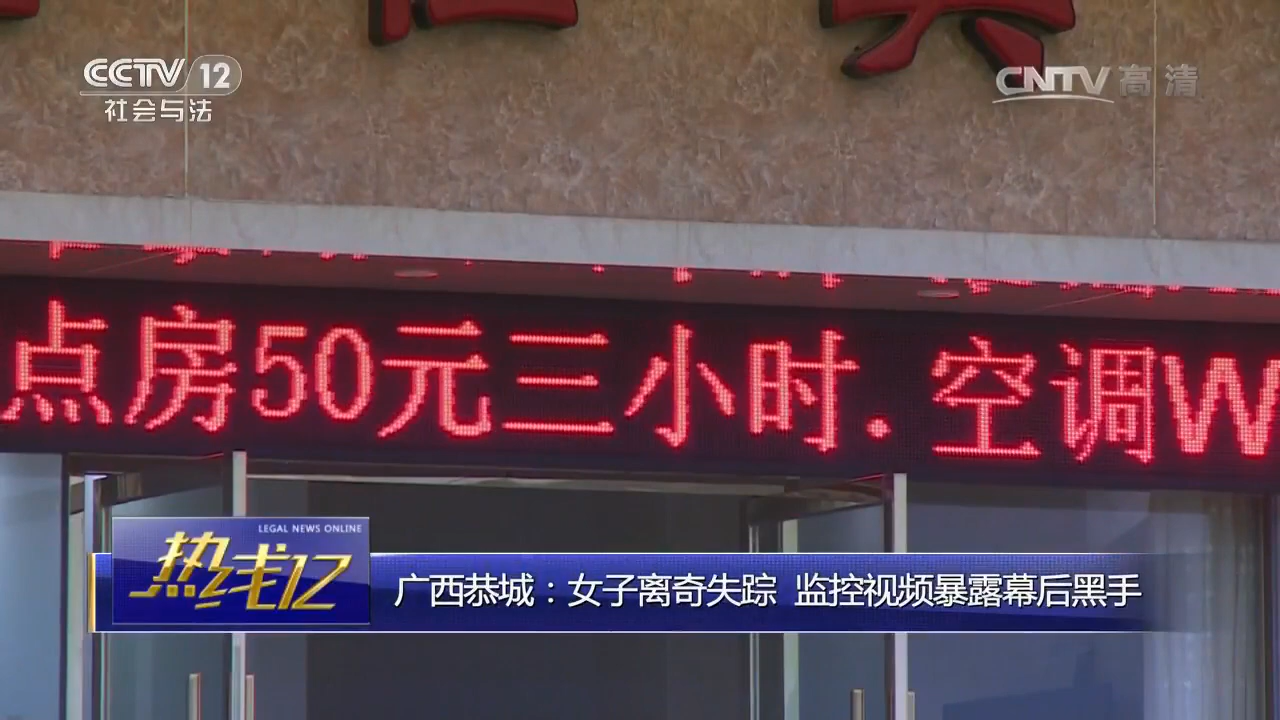 CCTV 12
社会与法
CNTV 高清
点房50元三小时.空调W
LEGAL NEWS ONLINE
热线12
广西恭城：女子离奇失踪 监控视频暴露幕后黑手